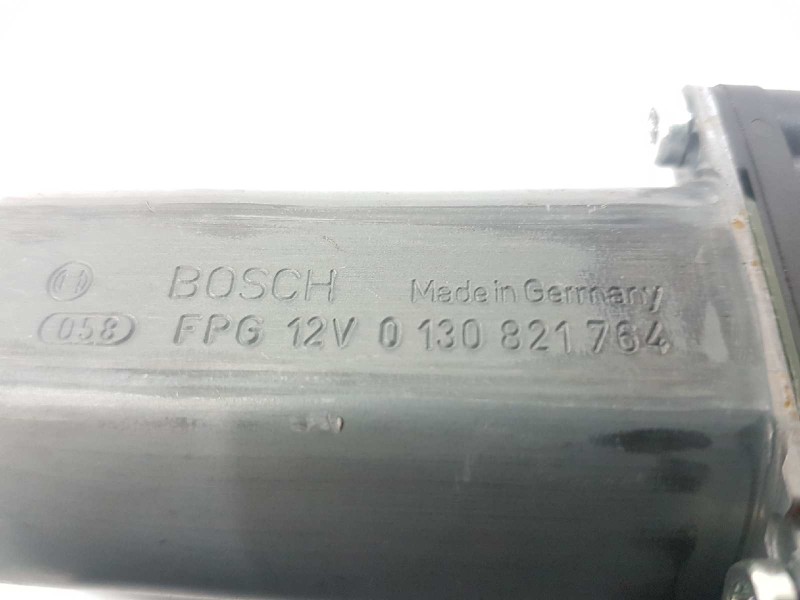 BOSCH Made in Germany
058 FPG 12V 0 130 821 764